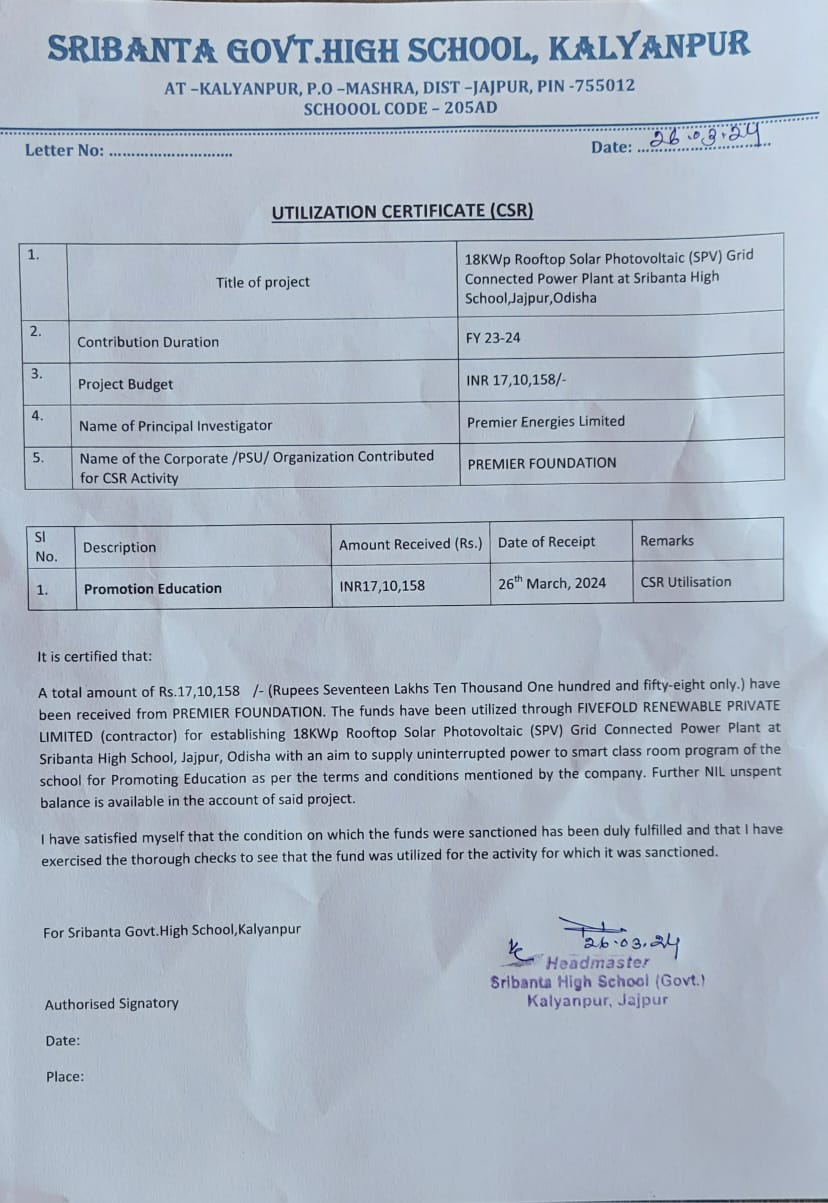 SRIBANTA GOVT.HIGH SCHOOL, KALYANPUR
AT –KALYANPUR, P.O –MASHRA, DIST –JAJPUR, PIN -755012
SCHOOOL CODE – 205AD
Letter No: ............................
Date: ...26.03.24...
UTILIZATION CERTIFICATE (CSR)
1. Title of project
18KWp Rooftop Solar Photovoltaic (SPV) Grid
Connected Power Plant at Sribanta High
School,Jajpur,Odisha
2. Contribution Duration FY 23-24
3. Project Budget INR 17,10,158/-
4. Name of Principal Investigator Premier Energies Limited
5. Name of the Corporate /PSU/ Organization Contributed
for CSR Activity
PREMIER FOUNDATION
Sl
No.
Description Amount Received (Rs.) Date of Receipt Remarks
1. Promotion Education INR17,10,158 26th March, 2024 CSR Utilisation
It is certified that:
A total amount of Rs.17,10,158 /- (Rupees Seventeen Lakhs Ten Thousand One hundred and fifty-eight only.) have
been received from PREMIER FOUNDATION. The funds have been utilized through FIVEFOLD RENEWABLE PRIVATE
LIMITED (contractor) for establishing 18KWp Rooftop Solar Photovoltaic (SPV) Grid Connected Power Plant at
Sribanta High School, Jajpur, Odisha with an aim to supply uninterrupted power to smart class room program of the
school for Promoting Education as per the terms and conditions mentioned by the company. Further NIL unspent
balance is available in the account of said project.
I have satisfied myself that the condition on which the funds were sanctioned has been duly fulfilled and that I have
exercised the thorough checks to see that the fund was utilized for the activity for which it was sanctioned.
For Sribanta Govt.High School,Kalyanpur
26.03.24
Headmaster
Sribanta High School (Govt.)
Kalyanpur, Jajpur
Authorised Signatory
Date:
Place: